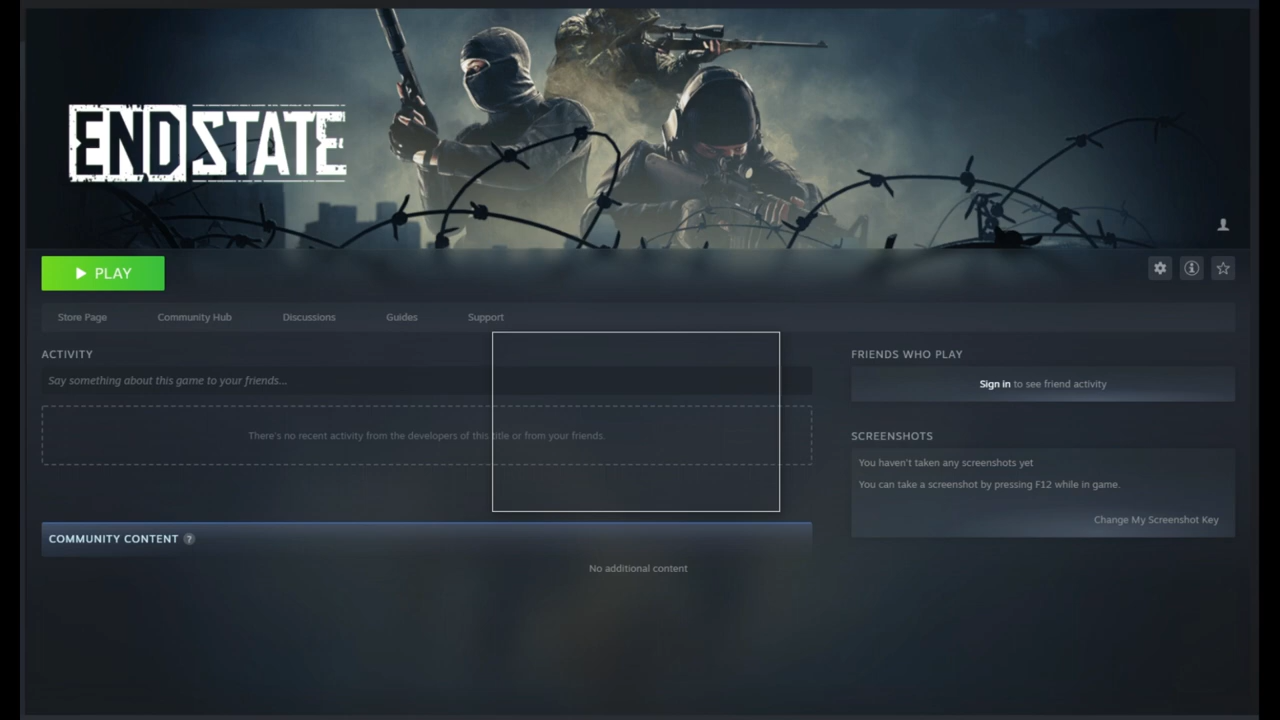 END STATE
PLAY
Store Page Community Hub Discussions Guides Support
ACTIVITY
Say something about this game to your friends...
There's no recent activity from the developers of this title or from your friends.
COMMUNITY CONTENT ?
No additional content
FRIENDS WHO PLAY
Sign in to see friend activity
SCREENSHOTS
You haven't taken any screenshots yet
You can take a screenshot by pressing F12 while in game.
Change My Screenshot Key